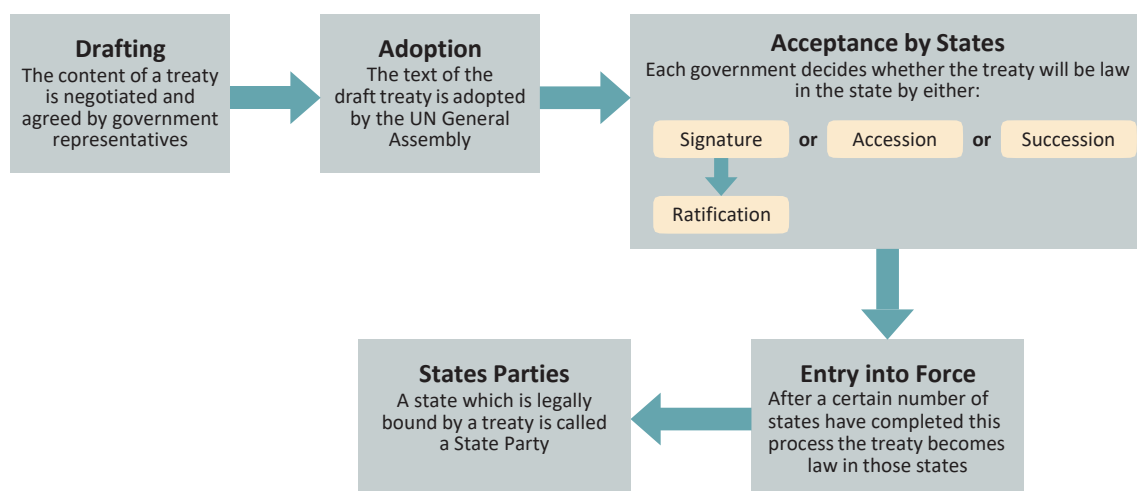 Drafting
The content of a treaty
is negotiated and
agreed by government
representatives
Adoption
The text of the
draft treaty is adopted
by the UN General
Assembly
Acceptance by States
Each government decides whether the treaty will be law
in the state by either:
Signature or Accession or Succession
Ratification
Entry into Force
After a certain number of
states have completed this
process the treaty becomes
law in those states
States Parties
A state which is legally
bound by a treaty is called
a State Party